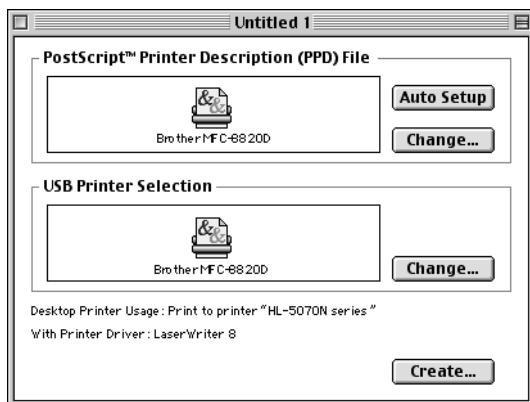 Untitled 1
PostScript™ Printer Description (PPD) File
&&
Brother MFC-8820D
Auto Setup
Change...
USB Printer Selection
&&
Brother MFC-8820D
Change...
Desktop Printer Usage : Print to printer "HL-5070N series "
With Printer Driver : LaserWriter 8
Create...